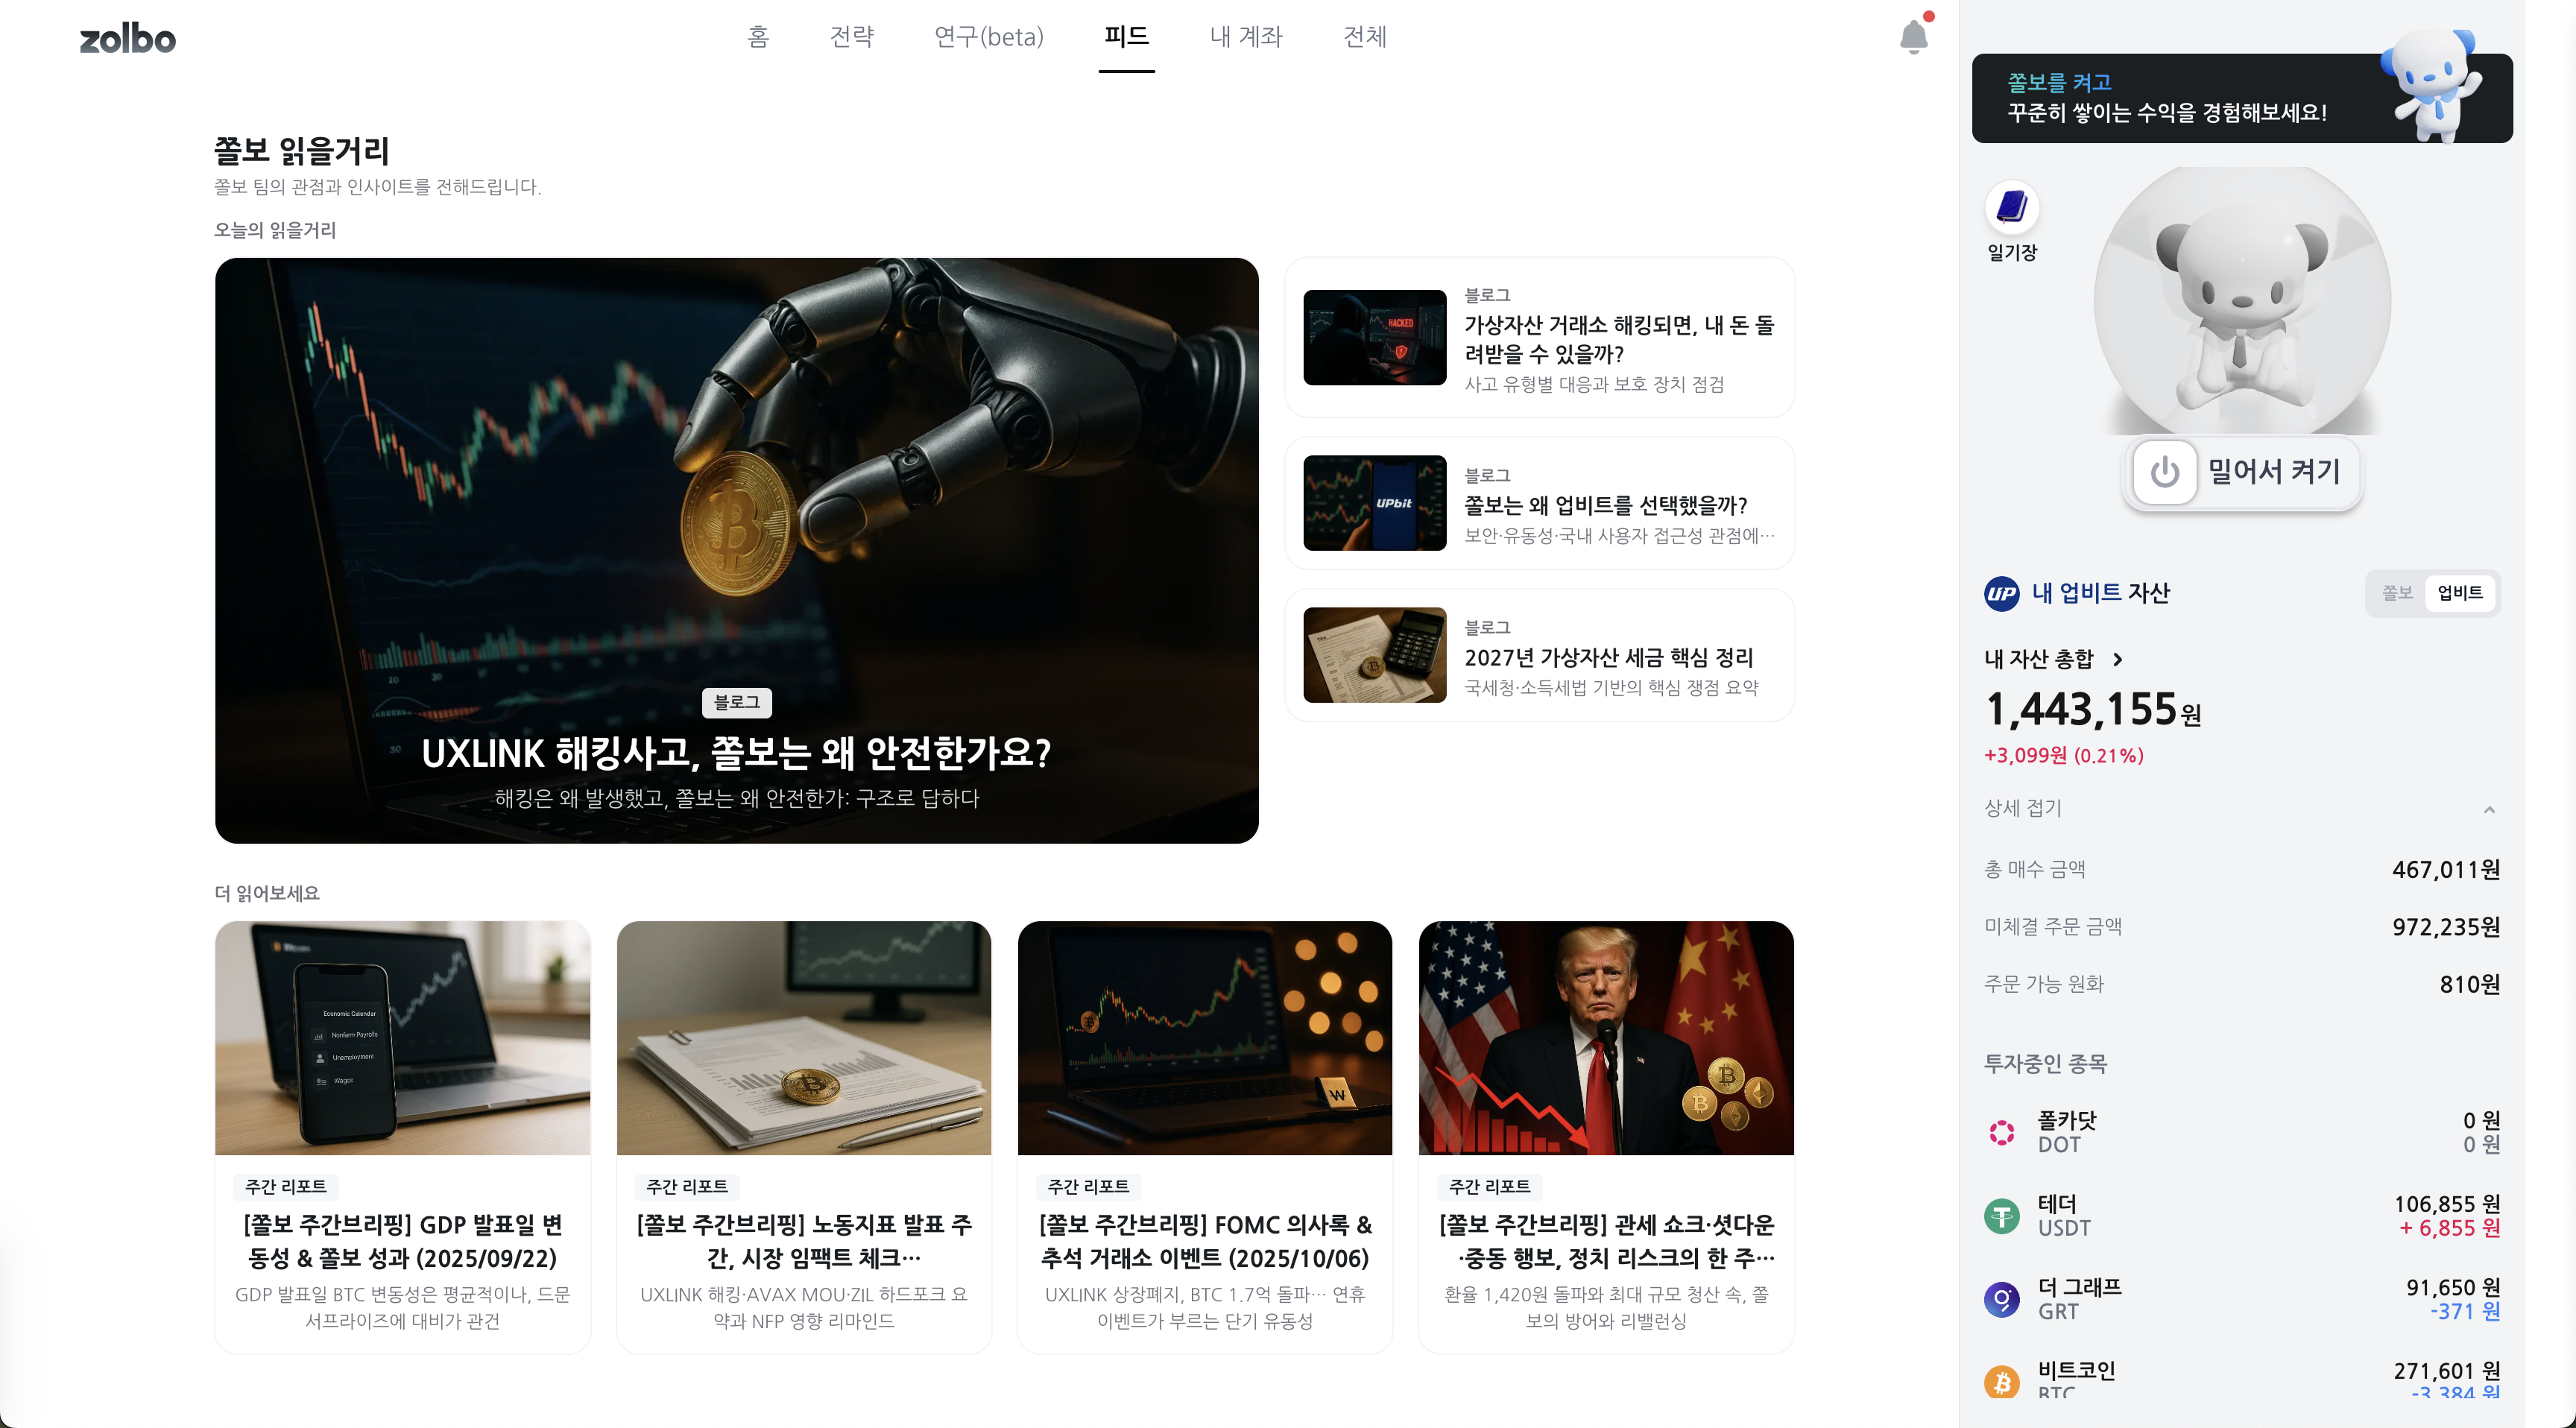 zolbo
홈
전략
연구(beta)
피드
내 계좌
전체
쫄보 읽을거리
쫄보 팀의 관점과 인사이트를 전해드립니다.
오늘의 읽을거리
블로그
UXLINK 해킹사고, 쫄보는 왜 안전한가요?
해킹은 왜 발생했고, 쫄보는 왜 안전한가: 구조로 답하다
HACKED
블로그
가상자산 거래소 해킹되면, 내 돈 돌
려받을 수 있을까?
사고 유형별 대응과 보호 장치 점검
UPbit
블로그
쫄보는 왜 업비트를 선택했을까?
보안·유동성·국내 사용자 접근성 관점에…
블로그
2027년 가상자산 세금 핵심 정리
국세청·소득세법 기반의 핵심 쟁점 요약
더 읽어보세요
Economic Calendar
Nonfarm Payrolls
Unemployment
Wages
주간 리포트
[쫄보 주간브리핑] GDP 발표일 변
동성 & 쫄보 성과 (2025/09/22)
GDP 발표일 BTC 변동성은 평균적이나, 드문
서프라이즈에 대비가 관건
주간 리포트
[쫄보 주간브리핑] 노동지표 발표 주
간, 시장 임팩트 체크…
UXLINK 해킹·AVAX MOU·ZIL 하드포크 요
약과 NFP 영향 리마인드
주간 리포트
[쫄보 주간브리핑] FOMC 의사록 &
추석 거래소 이벤트 (2025/10/06)
UXLINK 상장폐지, BTC 1.7억 돌파… 연휴
이벤트가 부르는 단기 유동성
주간 리포트
[쫄보 주간브리핑] 관세 쇼크·셧다운
·중동 행보, 정치 리스크의 한 주…
환율 1,420원 돌파와 최대 규모 청산 속, 쫄
보의 방어와 리밸런싱
쫄보를 켜고
꾸준히 쌓이는 수익을 경험해보세요!
일기장
밀어서 켜기
UP 내 업비트 자산
쫄보 업비트
내 자산 총합
1,443,155원
+3,099원 (0.21%)
상세 접기
총 매수 금액 467,011원
미체결 주문 금액 972,235원
주문 가능 원화 810원
투자중인 종목
폴카닷 0 원
DOT 0 원
테더 106,855 원
USDT + 6,855 원
더 그래프 91,650 원
GRT -371 원
비트코인 271,601 원
BTC -3,384 원